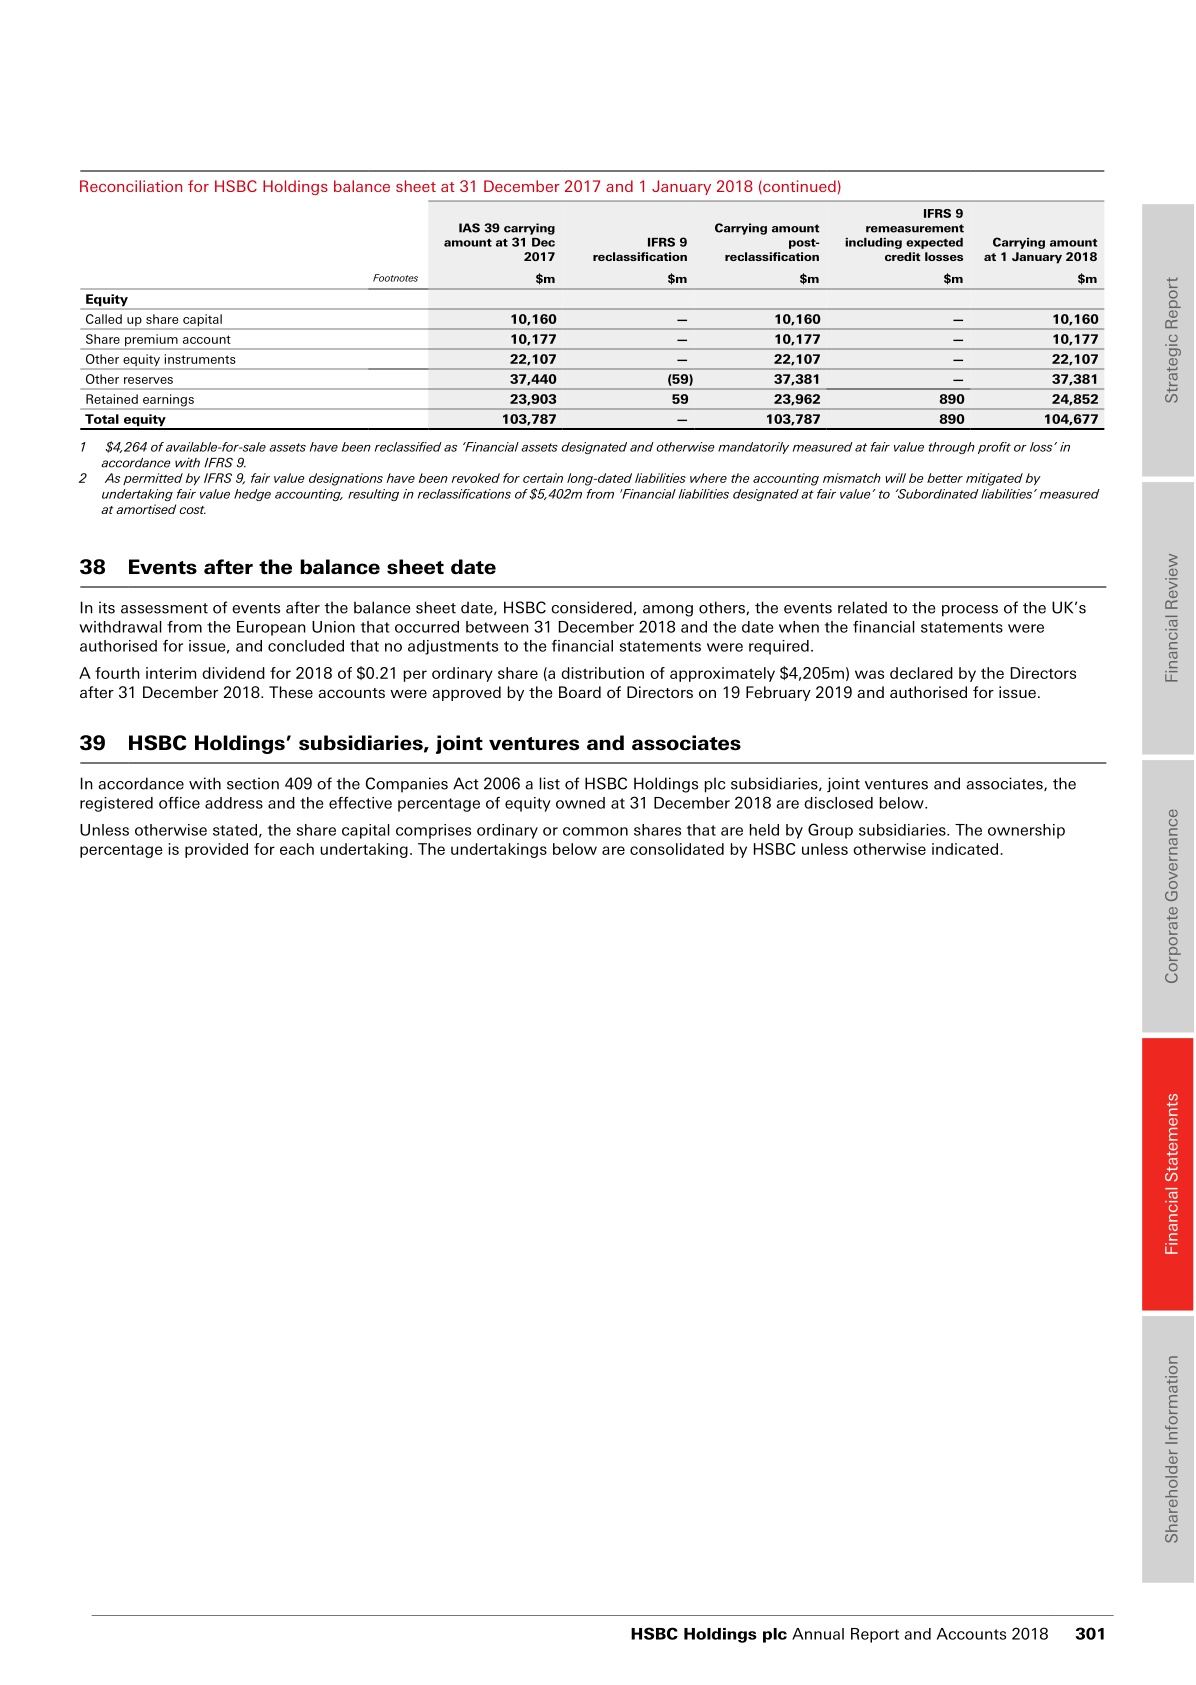 Reconciliation for HSBC Holdings balance sheet at 31 December 2017 and 1 January 2018 (continued)
IAS 39 carrying amount at 31 Dec 2017 IFRS 9 reclassification Carrying amount post-reclassification IFRS 9 remeasurement including expected credit losses Carrying amount at 1 January 2018
Footnotes $m $m $m $m $m
Equity
Called up share capital 10,160 — 10,160 — 10,160
Share premium account 10,177 — 10,177 — 10,177
Other equity instruments 22,107 — 22,107 — 22,107
Other reserves 37,440 (59) 37,381 — 37,381
Retained earnings 23,903 59 23,962 890 24,852
Total equity 103,787 — 103,787 890 104,677
1 $4,264 of available-for-sale assets have been reclassified as ‘Financial assets designated and otherwise mandatorily measured at fair value through profit or loss’ in
accordance with IFRS 9.
2 As permitted by IFRS 9, fair value designations have been revoked for certain long-dated liabilities where the accounting mismatch will be better mitigated by
undertaking fair value hedge accounting, resulting in reclassifications of $5,402m from ’Financial liabilities designated at fair value’ to ‘Subordinated liabilities’ measured
at amortised cost.
38 Events after the balance sheet date
In its assessment of events after the balance sheet date, HSBC considered, among others, the events related to the process of the UK’s
withdrawal from the European Union that occurred between 31 December 2018 and the date when the financial statements were
authorised for issue, and concluded that no adjustments to the financial statements were required.
A fourth interim dividend for 2018 of $0.21 per ordinary share (a distribution of approximately $4,205m) was declared by the Directors
after 31 December 2018. These accounts were approved by the Board of Directors on 19 February 2019 and authorised for issue.
39 HSBC Holdings’ subsidiaries, joint ventures and associates
In accordance with section 409 of the Companies Act 2006 a list of HSBC Holdings plc subsidiaries, joint ventures and associates, the
registered office address and the effective percentage of equity owned at 31 December 2018 are disclosed below.
Unless otherwise stated, the share capital comprises ordinary or common shares that are held by Group subsidiaries. The ownership
percentage is provided for each undertaking. The undertakings below are consolidated by HSBC unless otherwise indicated.
Strategic Report
Financial Review
Corporate Governance
Financial Statements
Shareholder Information
HSBC Holdings plc Annual Report and Accounts 2018 301